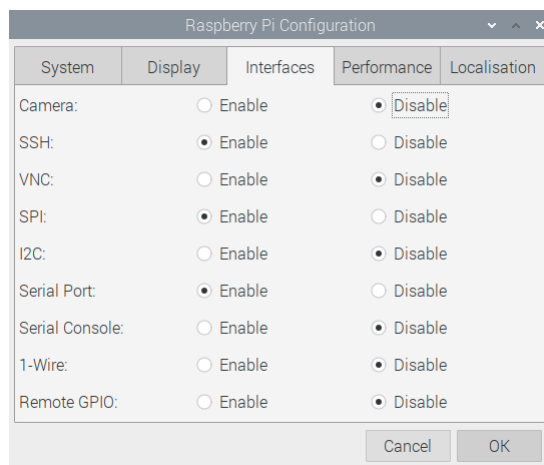 Raspberry Pi Configuration
System Display Interfaces Performance Localisation
Camera: Enable Disable
SSH: Enable Disable
VNC: Enable Disable
SPI: Enable Disable
I2C: Enable Disable
Serial Port: Enable Disable
Serial Console: Enable Disable
1-Wire: Enable Disable
Remote GPIO: Enable Disable
Cancel OK